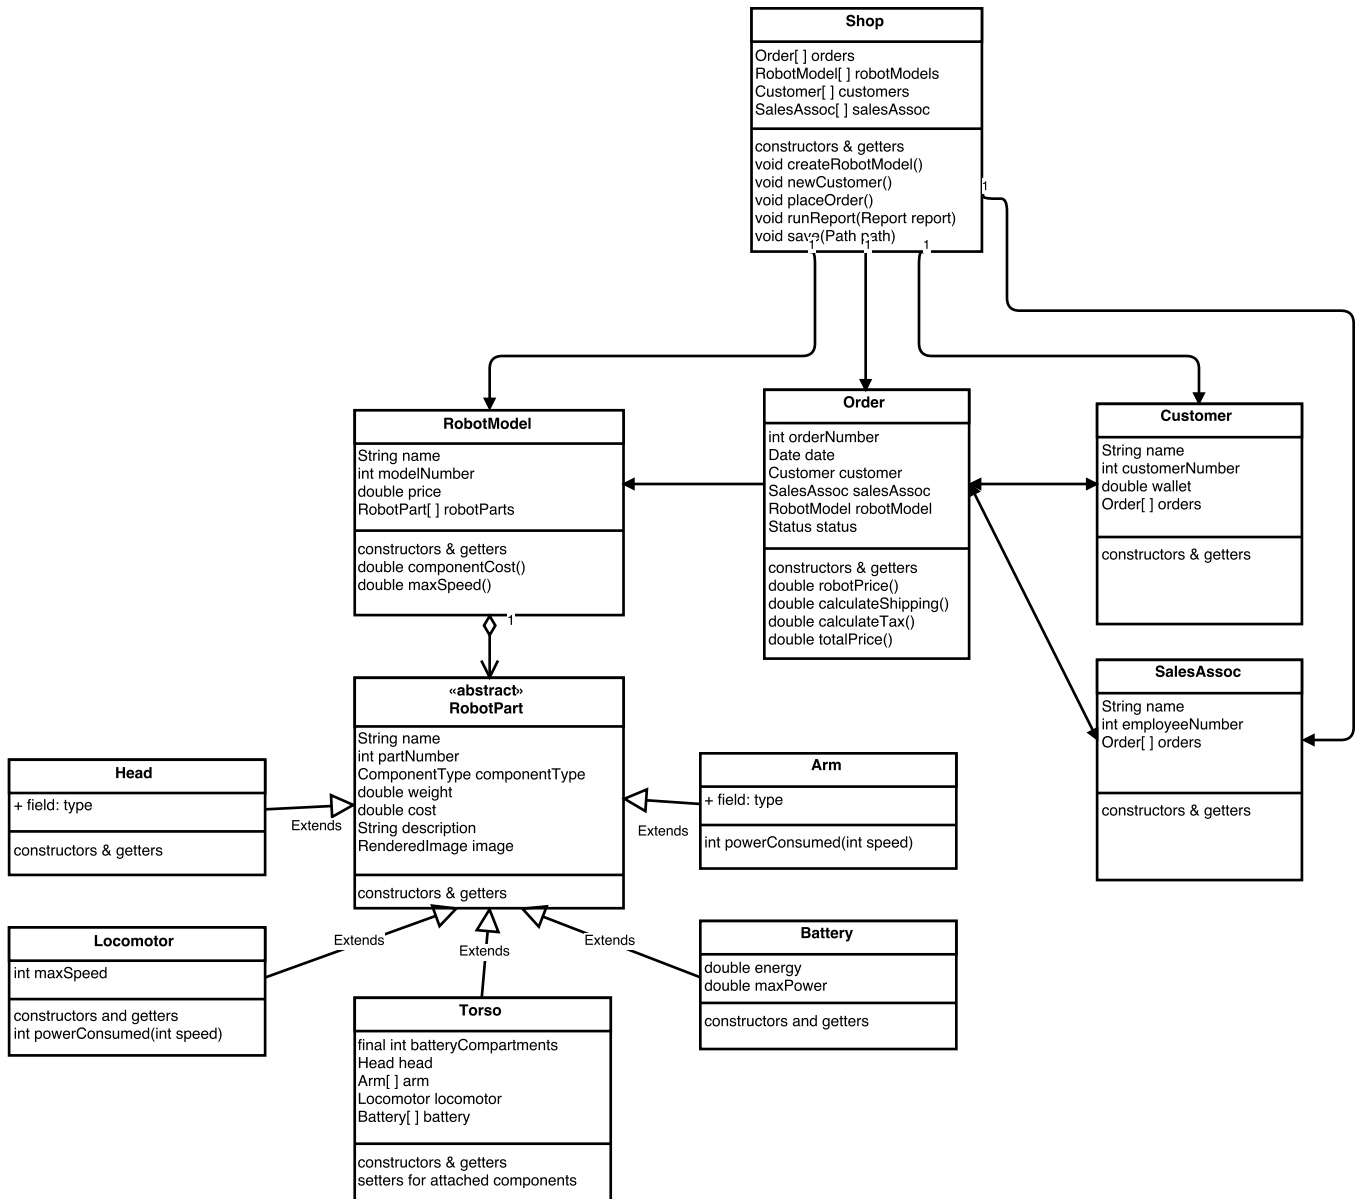 Shop
Order[ ] orders
RobotModel[ ] robotModels
Customer[ ] customers
SalesAssoc[ ] salesAssoc
constructors & getters
void createRobotModel()
void newCustomer()
void placeOrder()
void runReport(Report report)
void save(Path path)
1
1
1
1
RobotModel
String name
int modelNumber
double price
RobotPart[ ] robotParts
constructors & getters
double componentCost()
double maxSpeed()
1
Order
int orderNumber
Date date
Customer customer
SalesAssoc salesAssoc
RobotModel robotModel
Status status
constructors & getters
double robotPrice()
double calculateShipping()
double calculateTax()
double totalPrice()
Customer
String name
int customerNumber
double wallet
Order[ ] orders
constructors & getters
SalesAssoc
String name
int employeeNumber
Order[ ] orders
constructors & getters
«abstract»
RobotPart
String name
int partNumber
ComponentType componentType
double weight
double cost
String description
RenderedImage image
constructors & getters
Head
+ field: type
constructors & getters
Extends
Arm
+ field: type
int powerConsumed(int speed)
Extends
Locomotor
int maxSpeed
constructors and getters
int powerConsumed(int speed)
Extends
Extends
Extends
Battery
double energy
double maxPower
constructors and getters
Torso
final int batteryCompartments
Head head
Arm[ ] arm
Locomotor locomotor
Battery[ ] battery
constructors & getters
setters for attached components